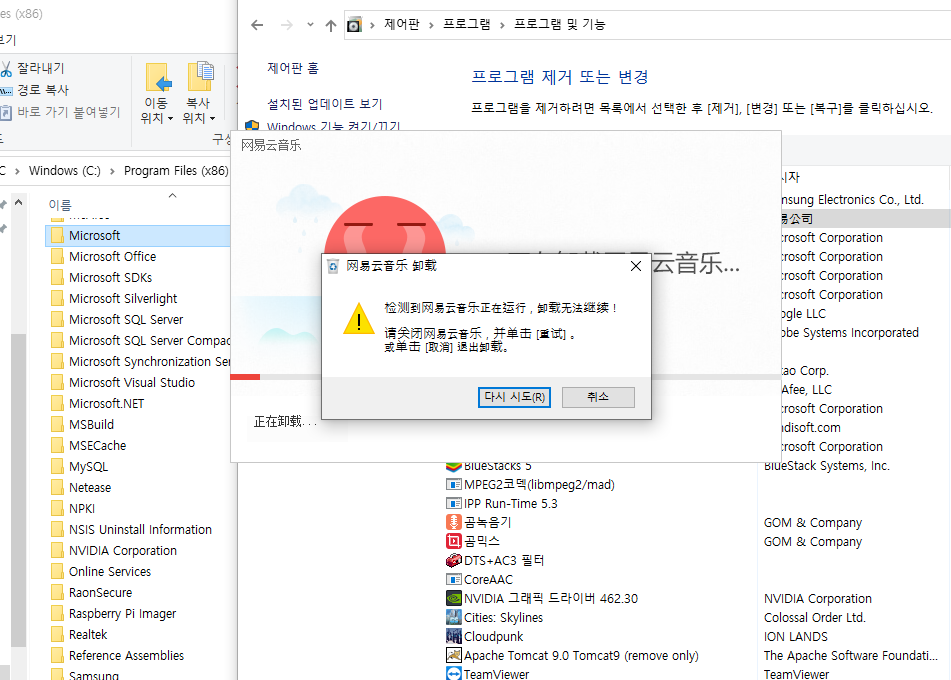 es (x86)
보기
잘라내기
경로 복사
바로 가기 붙여넣기
이동 위치
복사 위치
구성
C > Windows (C:) > Program Files (x86)
이름
Microsoft
Microsoft Office
Microsoft SDKs
Microsoft Silverlight
Microsoft SQL Server
Microsoft SQL Server Compac
Microsoft Synchronization Ser
Microsoft Visual Studio
Microsoft.NET
MSBuild
MSECache
MySQL
Netease
NPKI
NSIS Uninstall Information
NVIDIA Corporation
Online Services
RaonSecure
Raspberry Pi Imager
Realtek
Reference Assemblies
Samsung
제어판 > 프로그램 > 프로그램 및 기능
제어판 홈
설치된 업데이트 보기
Windows 기능 켜기/끄기
프로그램 제거 또는 변경
프로그램을 제거하려면 목록에서 선택한 후 [제거], [변경] 또는 [복구]를 클릭하십시오.
시자
msung Electronics Co., Ltd.
易公司
crosoft Corporation
crosoft Corporation
crosoft Corporation
crosoft Corporation
ogle LLC
obe Systems Incorporated
kao Corp.
Afee, LLC
crosoft Corporation
ndisoft.com
crosoft Corporation
网易云音乐
云音乐...
正在卸载...
网易云音乐 卸载
检测到网易云音乐正在运行，卸载无法继续！
请关闭网易云音乐，并单击 [重试] 。
或单击 [取消] 退出卸载。
다시 시도(R)
취소
BlueStacks 5 BlueStack Systems, Inc.
MPEG2코덱(libmpeg2/mad)
IPP Run-Time 5.3
곰녹음기 GOM & Company
곰믹스 GOM & Company
DTS+AC3 필터
CoreAAC
NVIDIA 그래픽 드라이버 462.30 NVIDIA Corporation
Cities: Skylines Colossal Order Ltd.
Cloudpunk ION LANDS
Apache Tomcat 9.0 Tomcat9 (remove only) The Apache Software Foundati...
TeamViewer TeamViewer